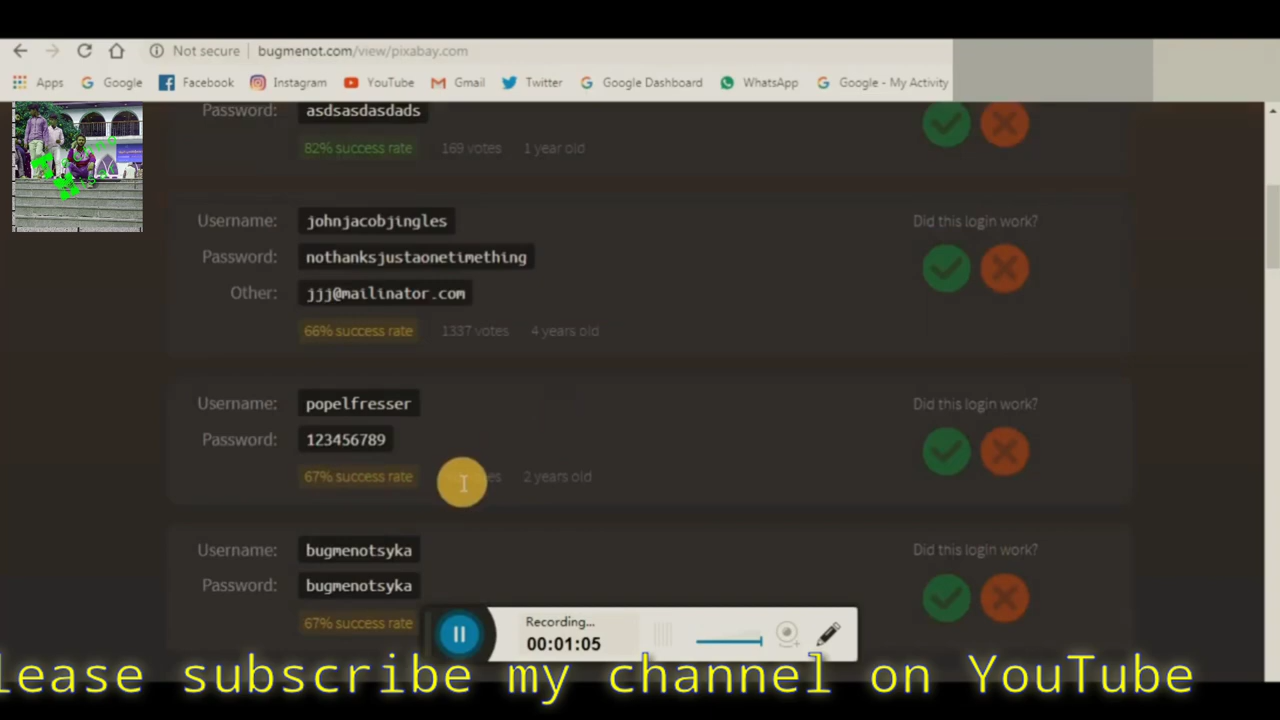 Not secure bugmenot.com/view/pixabay.com
Apps Google Facebook Instagram YouTube Gmail Twitter Google Dashboard WhatsApp Google - My Activity
Password: asdsasdasdads
82% success rate 169 votes 1 year old
Username: johnjacobjingles Did this login work?
Password: nothanksjustaonetimething
Other: jjj@mailinator.com
66% success rate 1337 votes 4 years old
Username: popelfresser Did this login work?
Password: 123456789
67% success rate 2 years old
Username: bugmenotsyka Did this login work?
Password: bugmenotsyka
67% success rate
Recording...
00:01:05
lease subscribe my channel on YouTube